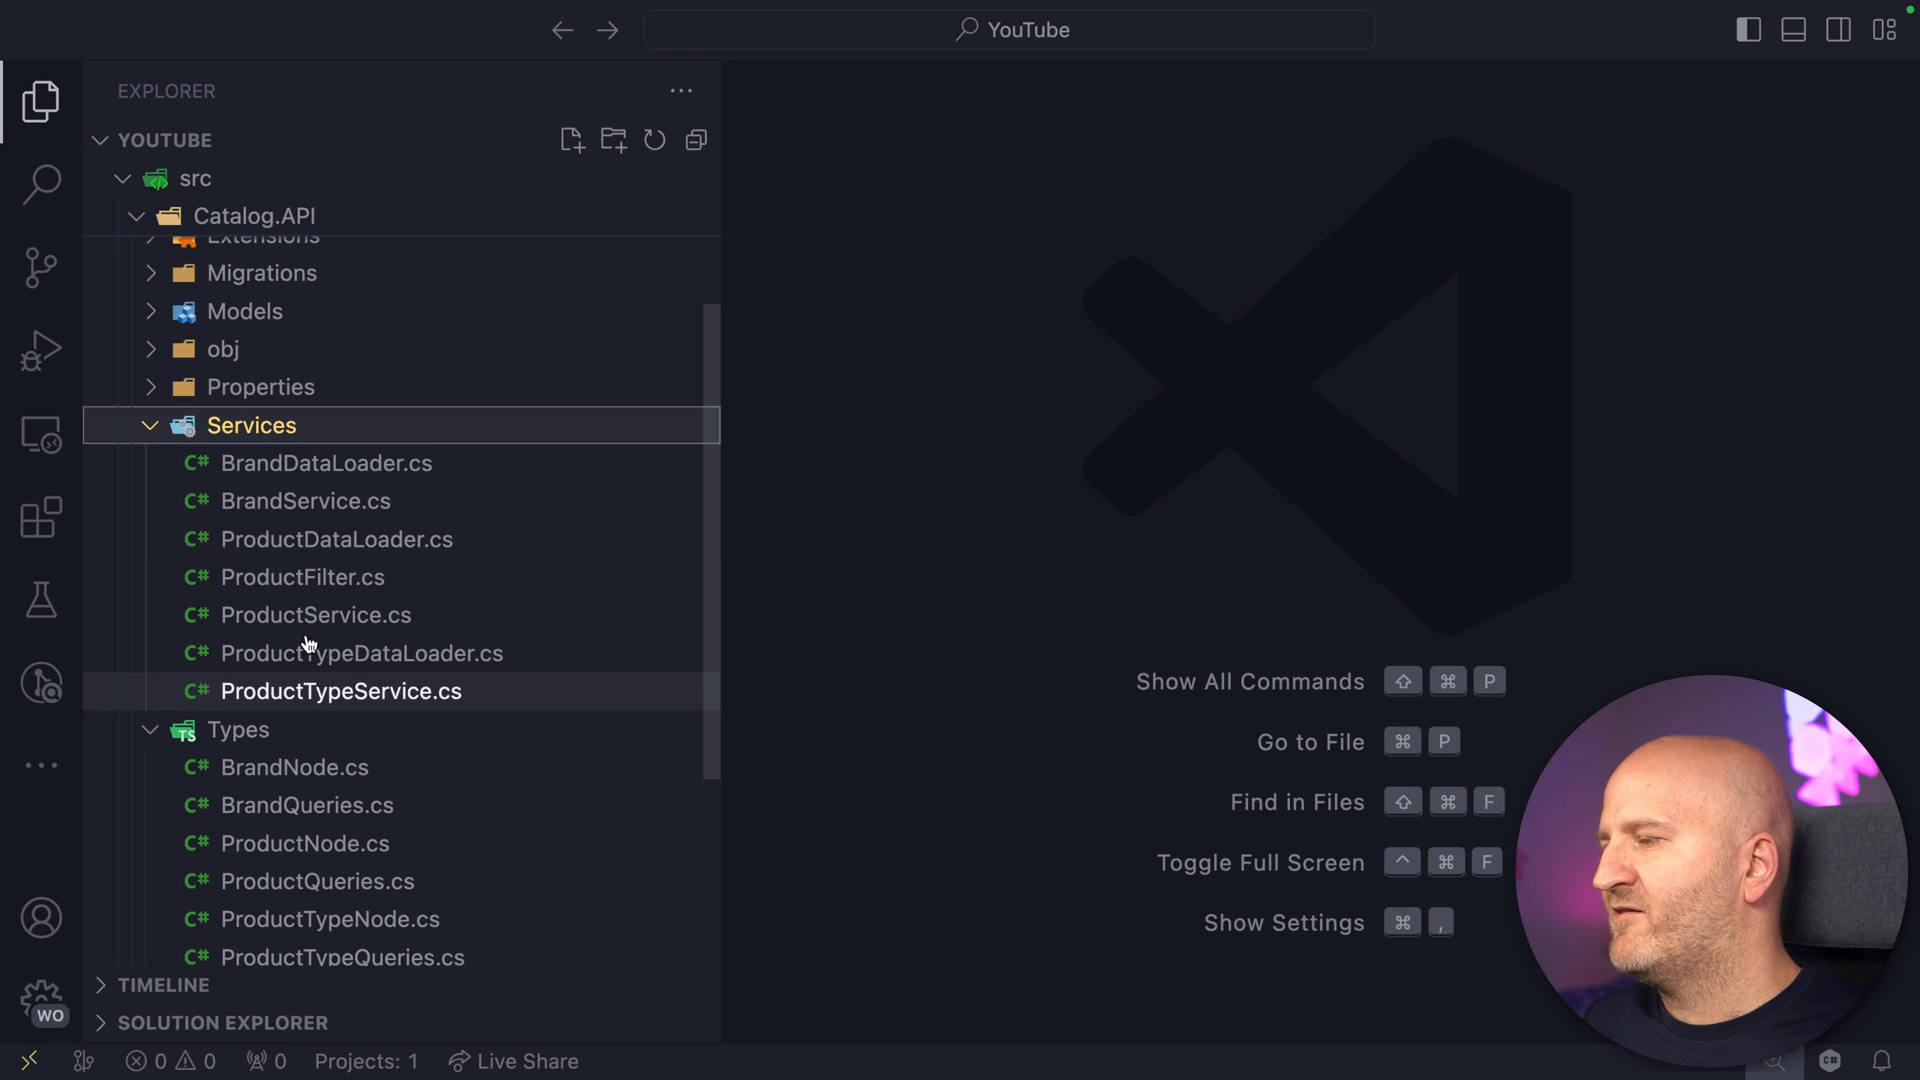 YouTube
EXPLORER
YOUTUBE
src
Catalog.API
Extensions
Migrations
Models
obj
Properties
Services
C# BrandDataLoader.cs
C# BrandService.cs
C# ProductDataLoader.cs
C# ProductFilter.cs
C# ProductService.cs
C# ProductTypeDataLoader.cs
C# ProductTypeService.cs
TS Types
C# BrandNode.cs
C# BrandQueries.cs
C# ProductNode.cs
C# ProductQueries.cs
C# ProductTypeNode.cs
C# ProductTypeQueries.cs
TIMELINE
SOLUTION EXPLORER
WO
Show All Commands ⇧ ⌘ P
Go to File ⌘ P
Find in Files ⇧ ⌘ F
Toggle Full Screen ^ ⌘ F
Show Settings ⌘ ,
0 0 0 Projects: 1 Live Share C#